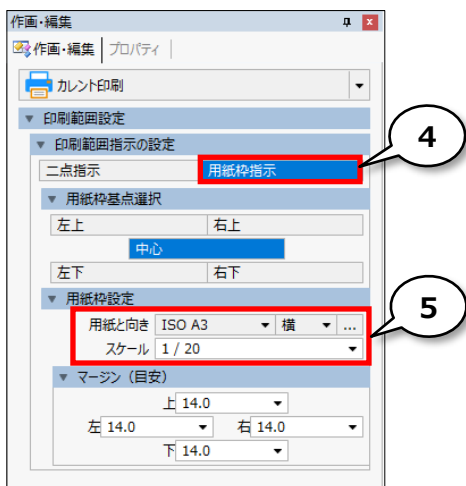 作画・編集
作画・編集 プロパティ
カレント印刷
印刷範囲設定
印刷範囲指示の設定
4
二点指示 用紙枠指示
用紙枠基点選択
左上 右上
中心
左下 右下
用紙枠設定
5
用紙と向き ISO A3 横 ...
スケール 1 / 20
マージン（目安）
上 14.0
左 14.0 右 14.0
下 14.0